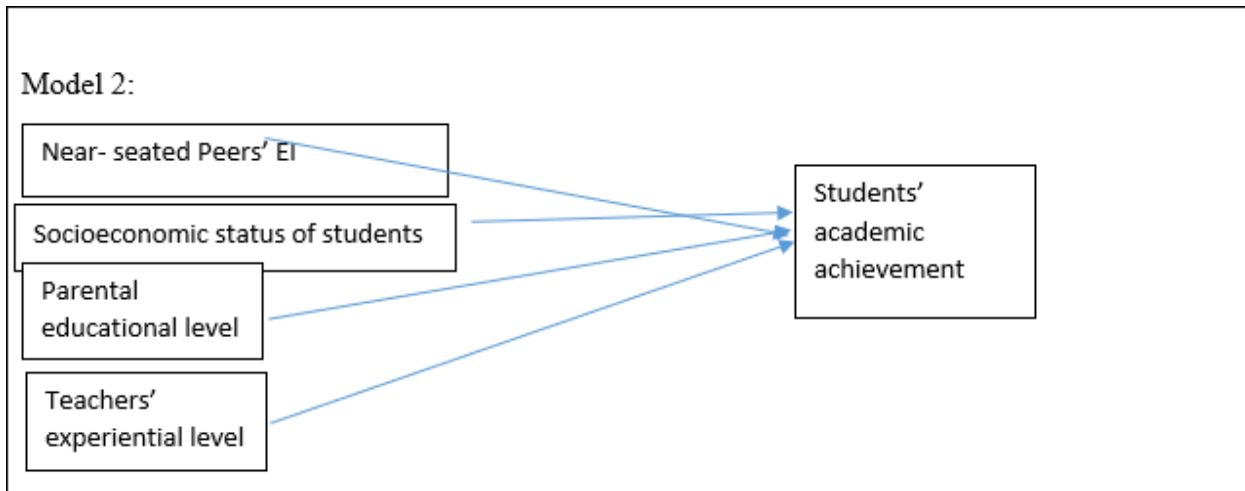 Model 2:
Near- seated Peers’ EI
Socioeconomic status of students
Parental
educational level
Teachers’
experiential level
Students’
academic
achievement